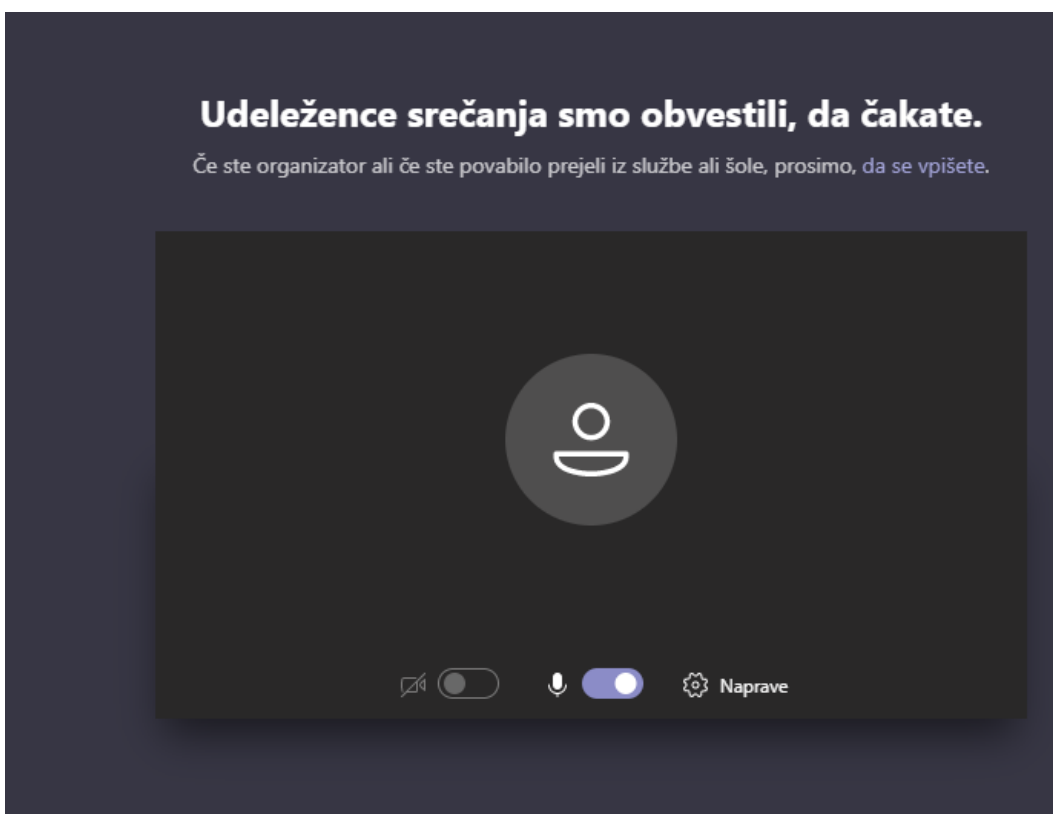 Udeležence srečanja smo obvestili, da čakate.
Če ste organizator ali če ste povabilo prejeli iz službe ali šole, prosimo, da se vpišete.
Naprave